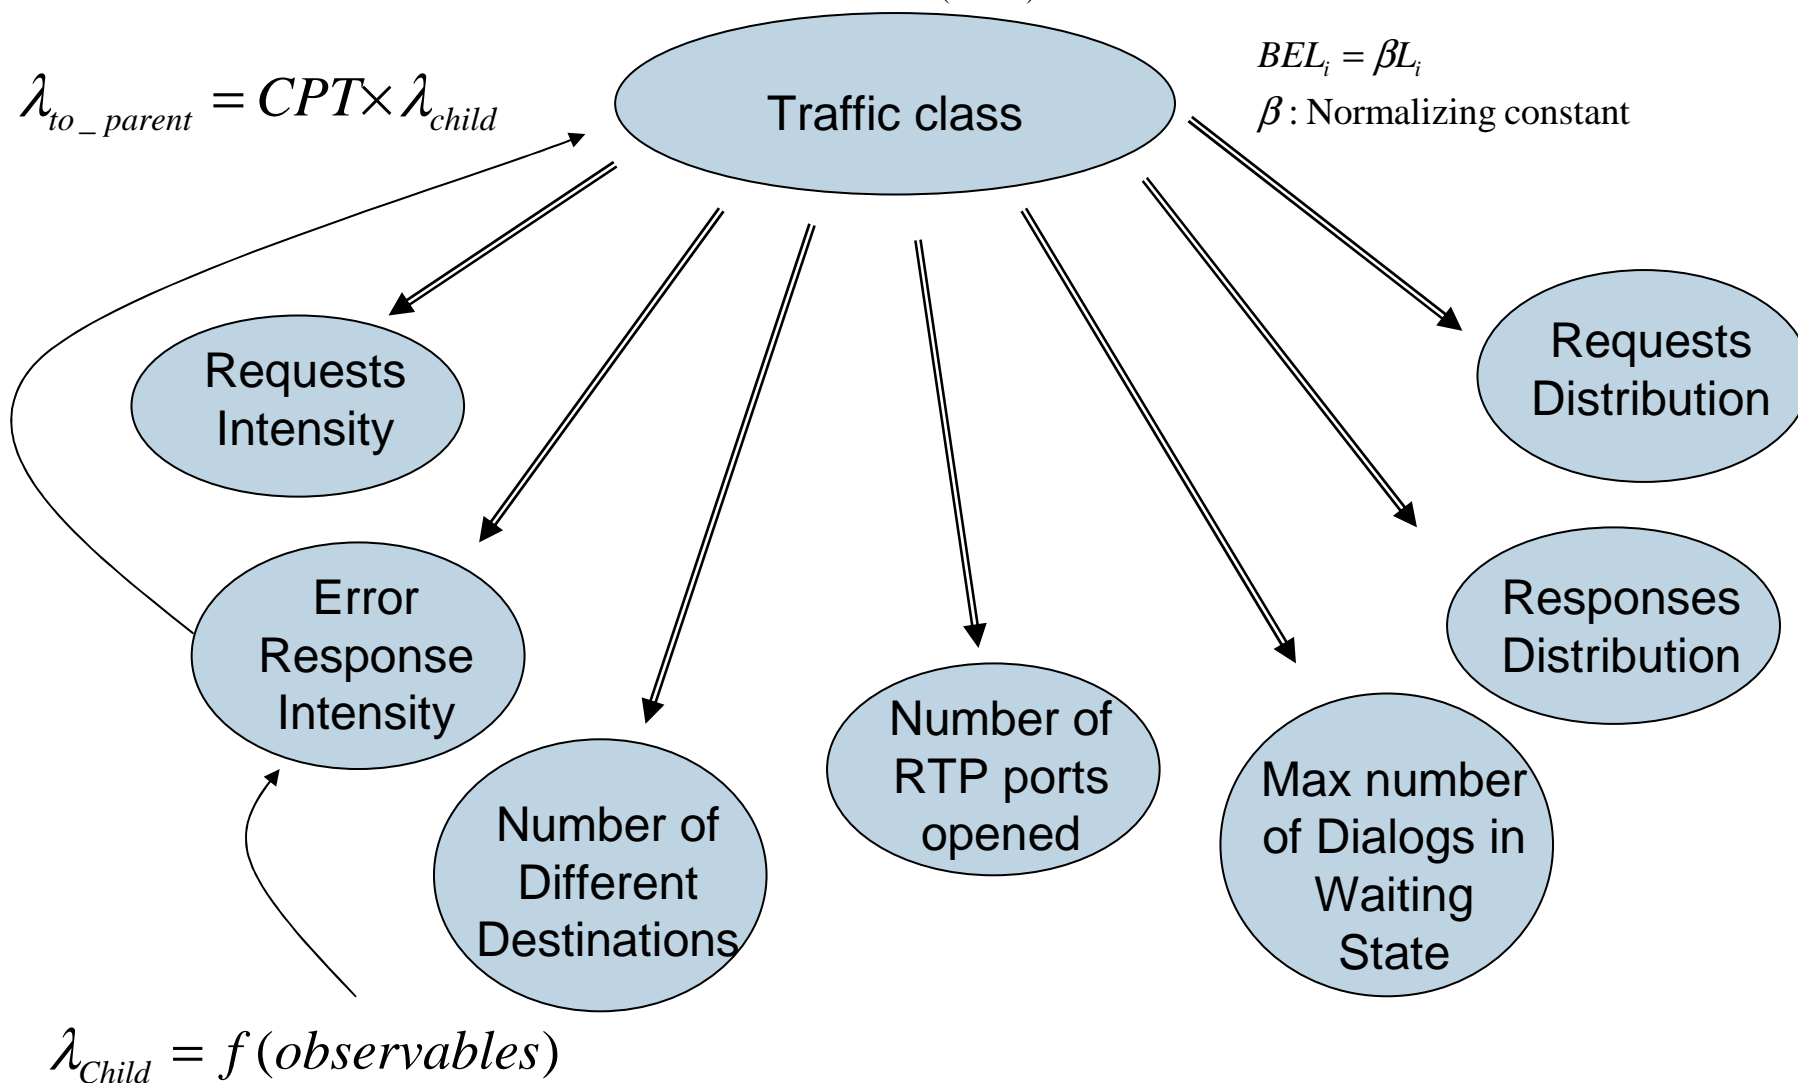 λ_to_parent = CPT × λ_child
BEL_i = βL_i
β : Normalizing constant
Traffic class
Requests
Intensity
Requests
Distribution
Error
Response
Intensity
Responses
Distribution
Number of
Different
Destinations
Number of
RTP ports
opened
Max number
of Dialogs in
Waiting
State
λ_Child = f (observables)